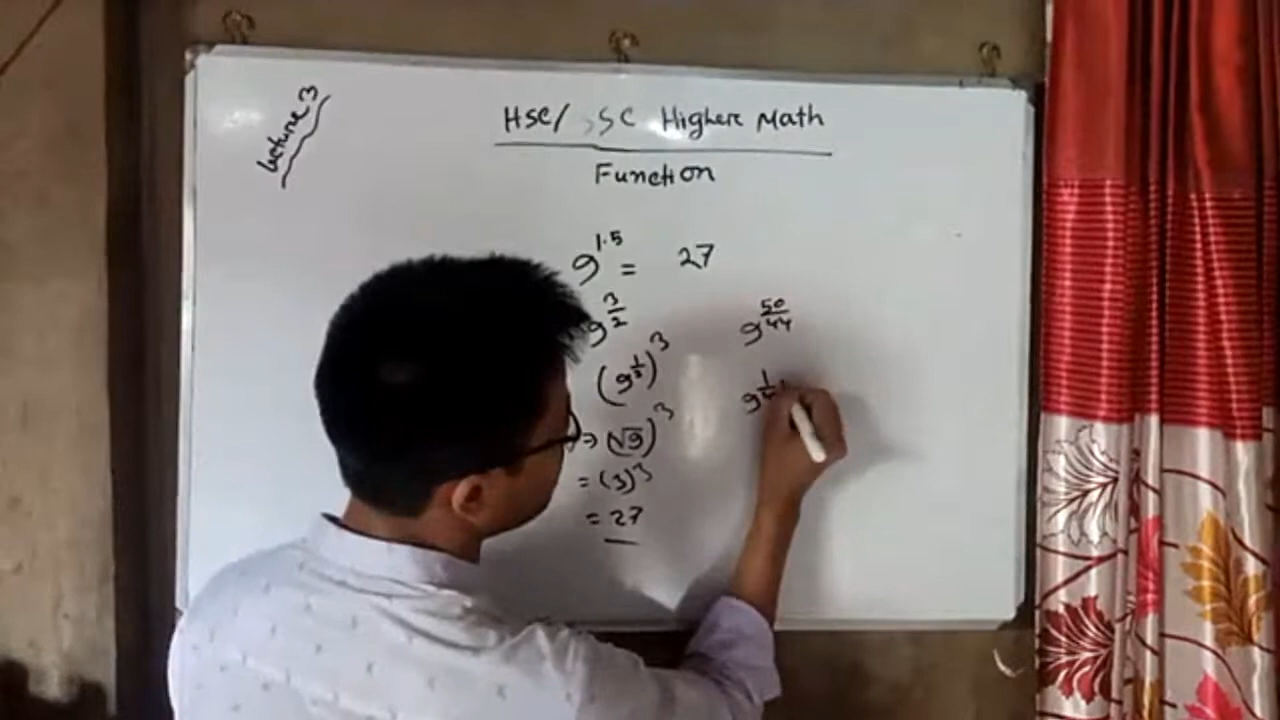 Lecture 3
HSC/ SSC Higher Math
Function
9^1.5 = 27
9^(3/2)
(9^(1/2))^3
⇒ (√9)^3
= (3)^3
= 27
9^(50/44)